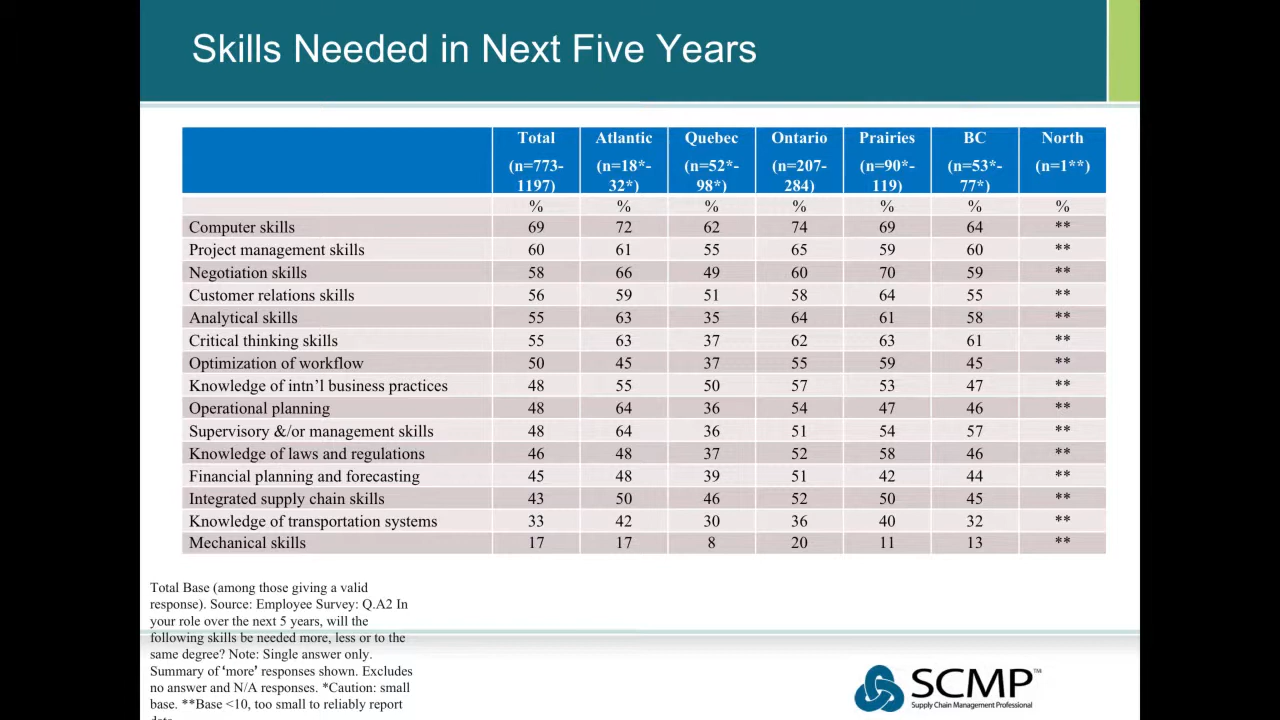 Skills Needed in Next Five Years
Total Atlantic Quebec Ontario Prairies BC North
(n=773-1197) (n=18*-32*) (n=52*-98*) (n=207-284) (n=90*-119) (n=53*-77*) (n=1**)
% % % % % % %
Computer skills 69 72 62 74 69 64 **
Project management skills 60 61 55 65 59 60 **
Negotiation skills 58 66 49 60 70 59 **
Customer relations skills 56 59 51 58 64 55 **
Analytical skills 55 63 35 64 61 58 **
Critical thinking skills 55 63 37 62 63 61 **
Optimization of workflow 50 45 37 55 59 45 **
Knowledge of intn’l business practices 48 55 50 57 53 47 **
Operational planning 48 64 36 54 47 46 **
Supervisory &/or management skills 48 64 36 51 54 57 **
Knowledge of laws and regulations 46 48 37 52 58 46 **
Financial planning and forecasting 45 48 39 51 42 44 **
Integrated supply chain skills 43 50 46 52 50 45 **
Knowledge of transportation systems 33 42 30 36 40 32 **
Mechanical skills 17 17 8 20 11 13 **
Total Base (among those giving a valid
response). Source: Employee Survey: Q.A2 In
your role over the next 5 years, will the
following skills be needed more, less or to the
same degree? Note: Single answer only.
Summary of ‘more’ responses shown. Excludes
no answer and N/A responses. *Caution: small
base. **Base <10, too small to reliably report
SCMP™
Supply Chain Management Professional